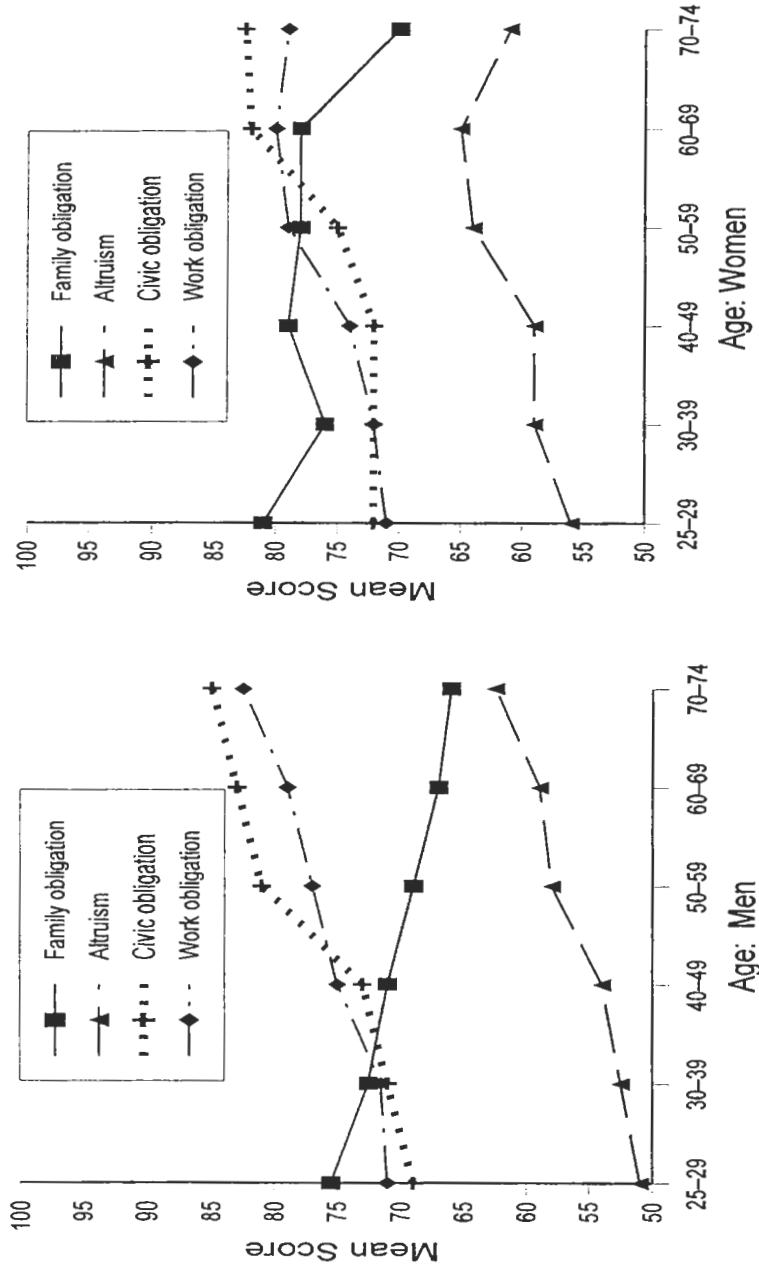 Family obligation
Altruism
Civic obligation
Work obligation
Mean Score
100
95
90
85
80
75
70
65
60
55
50
25–29
30–39
40–49
50–59
60–69
70–74
Age: Men
Family obligation
Altruism
Civic obligation
Work obligation
Mean Score
100
95
90
85
80
75
70
65
60
55
50
25–29
30–39
40–49
50–59
60–69
70–74
Age: Women